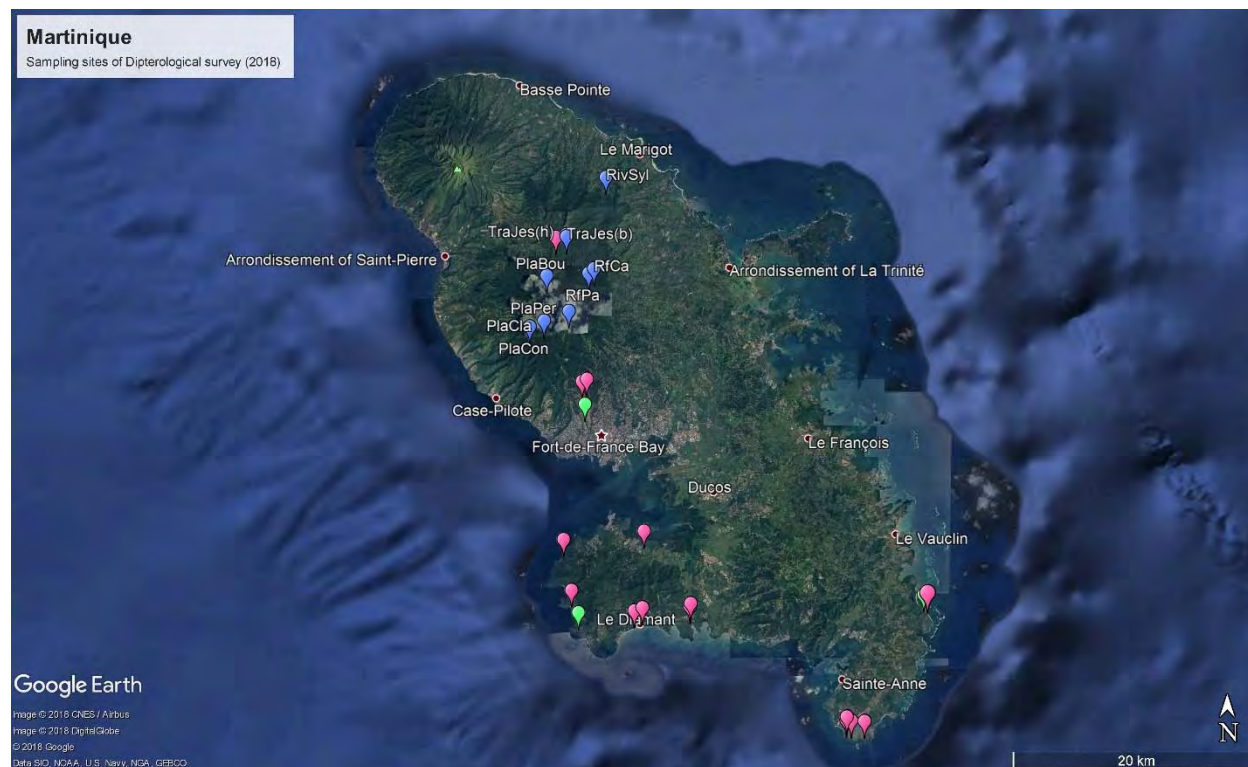 Martinique
Sampling sites of Dipterological survey (2018)
Basse Pointe
Le Marigot
RivSyl
TraJes(h)
TraJes(b)
Arrondissement of Saint-Pierre
PlaBou
RfCa
Arrondissement of La Trinité
RfPa
PlaPer
PlaCla
PlaCon
Case-Pilote
Fort-de-France Bay
Le François
Duços
Le Vauclin
Le Diamant
Sainte-Anne
Google Earth
Image © 2018 CNES / Airbus
Image © 2018 DigitalGlobe
© 2018 Google
Data SIO, NOAA, U.S. Navy, NGA, GEBCO
N
20 km